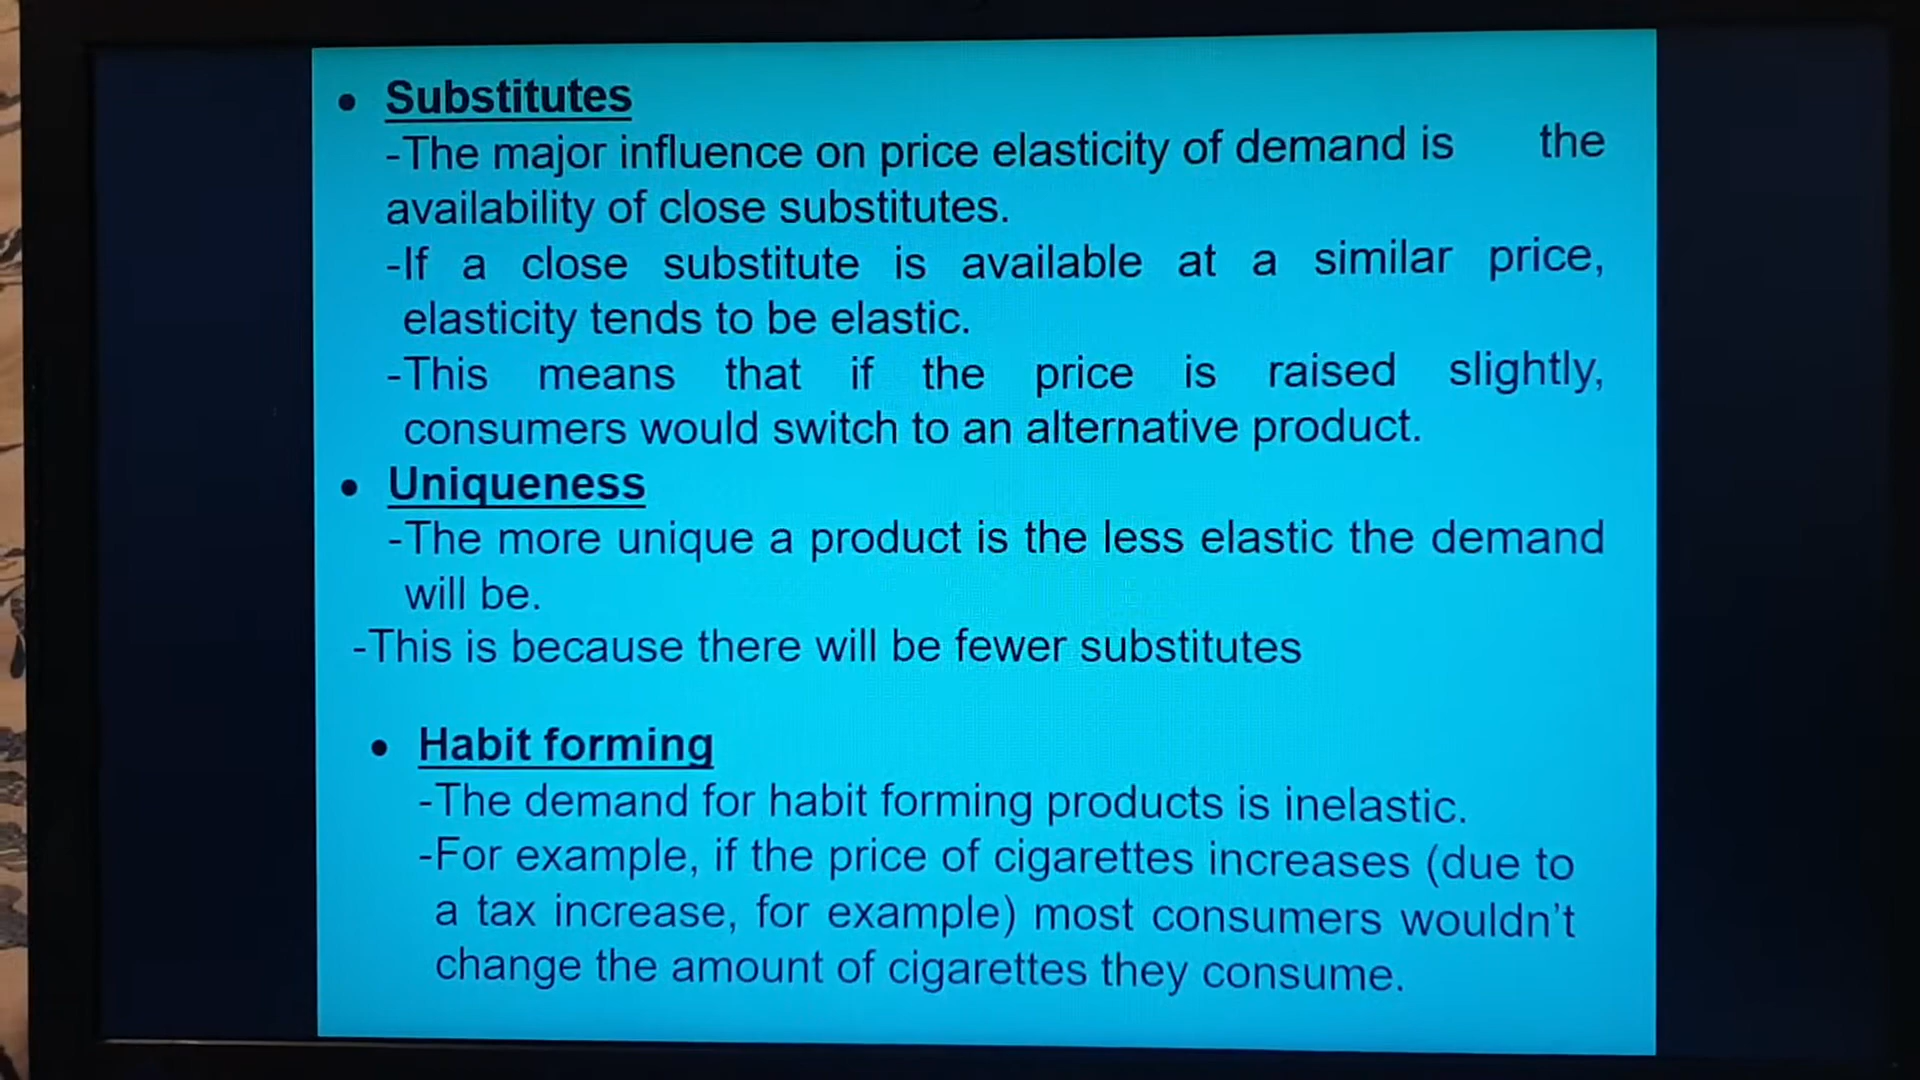 • Substitutes
-The major influence on price elasticity of demand is the
availability of close substitutes.
-If a close substitute is available at a similar price,
elasticity tends to be elastic.
-This means that if the price is raised slightly,
consumers would switch to an alternative product.
• Uniqueness
-The more unique a product is the less elastic the demand
will be.
-This is because there will be fewer substitutes
• Habit forming
-The demand for habit forming products is inelastic.
-For example, if the price of cigarettes increases (due to
a tax increase, for example) most consumers wouldn't
change the amount of cigarettes they consume.